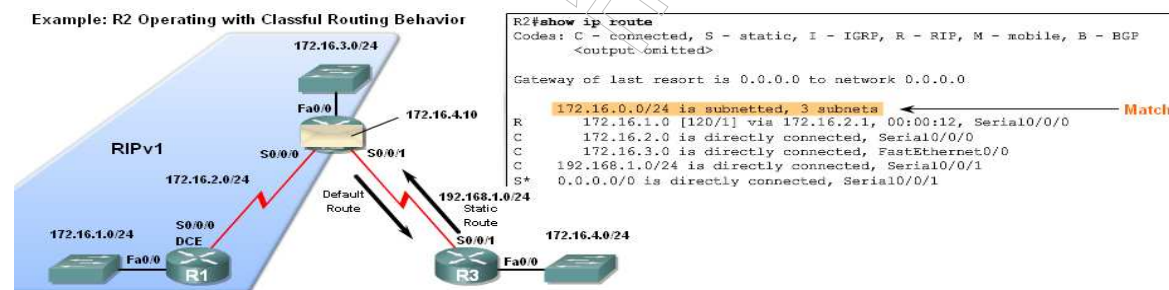 Example: R2 Operating with Classful Routing Behavior
172.16.3.0/24
Fa0/0
172.16.4.10
RIPv1
S0/0/0
S0/0/1
172.16.2.0/24
Default
Route
192.168.1.0/24
Static
Route
S0/0/0
DCE
172.16.1.0/24
Fa0/0
R1
S0/0/1
172.16.4.0/24
Fa0/0
R3
R2#show ip route
Codes: C - connected, S - static, I - IGRP, R - RIP, M - mobile, B - BGP
<output omitted>
Gateway of last resort is 0.0.0.0 to network 0.0.0.0
172.16.0.0/24 is subnetted, 3 subnets
Match
R 172.16.1.0 [120/1] via 172.16.2.1, 00:00:12, Serial0/0/0
C 172.16.2.0 is directly connected, Serial0/0/0
C 172.16.3.0 is directly connected, FastEthernet0/0
C 192.168.1.0/24 is directly connected, Serial0/0/1
S* 0.0.0.0/0 is directly connected, Serial0/0/1